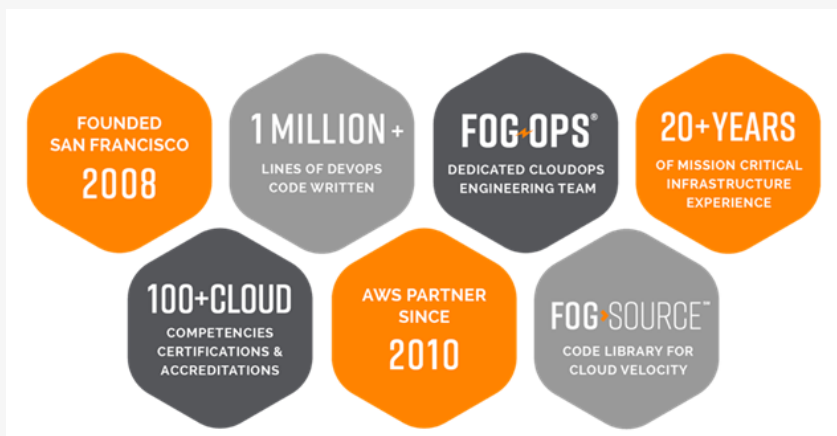 FOUNDED
SAN FRANCISCO
2008
1 MILLION +
LINES OF DEVOPS
CODE WRITTEN
FOG OPS®
DEDICATED CLOUDOPS
ENGINEERING TEAM
20+YEARS
OF MISSION CRITICAL
INFRASTRUCTURE
EXPERIENCE
100+CLOUD
COMPETENCIES
CERTIFICATIONS &
ACCREDITATIONS
AWS PARTNER
SINCE
2010
FOG SOURCE™
CODE LIBRARY FOR
CLOUD VELOCITY